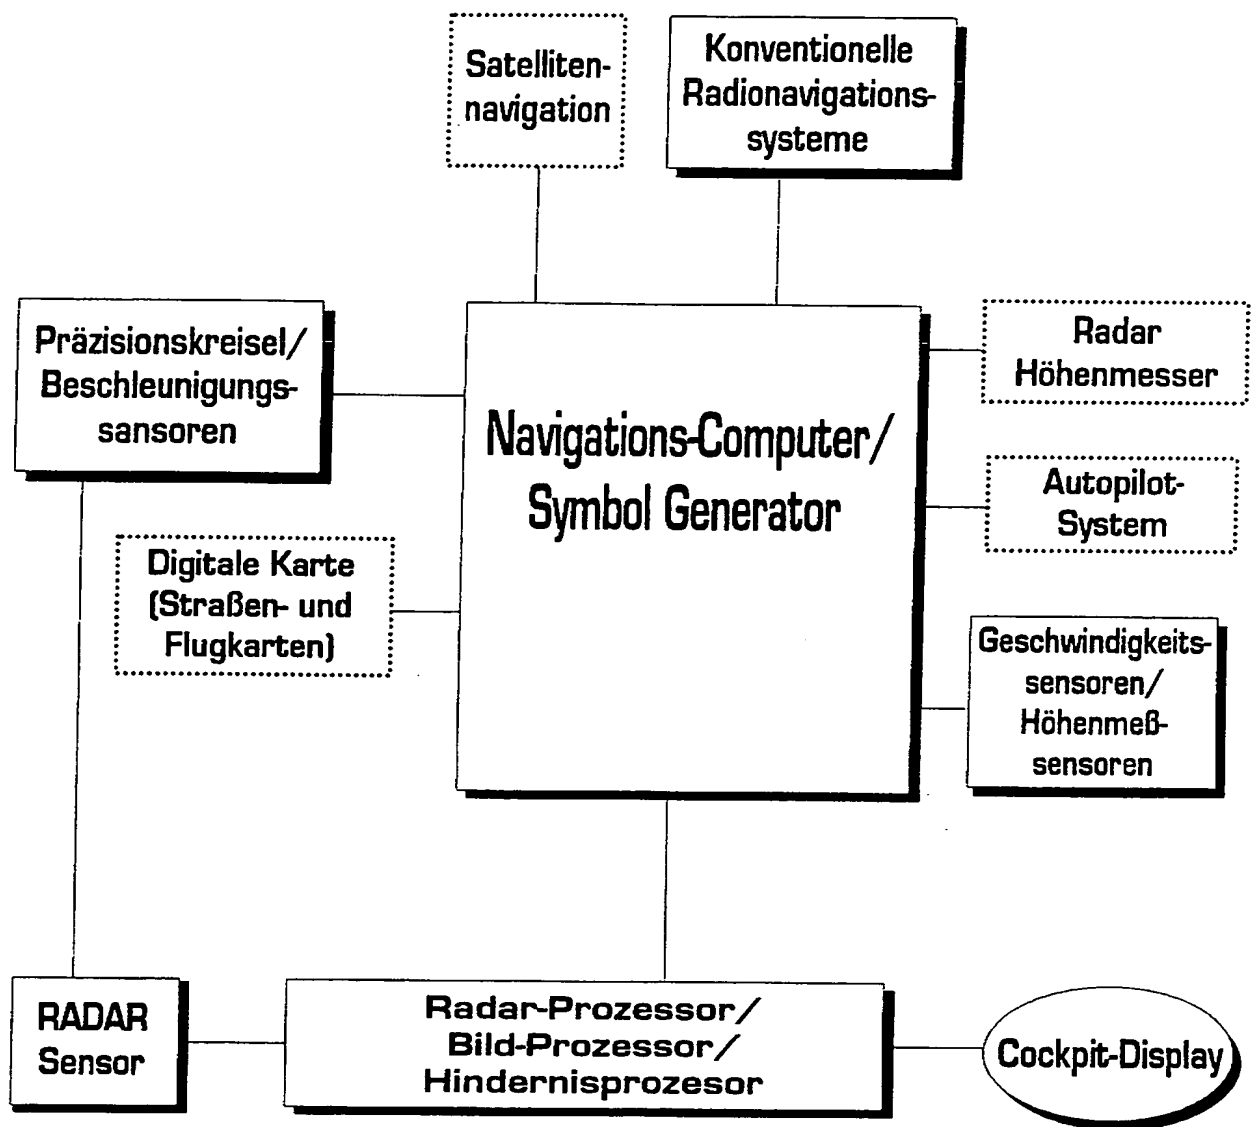 Satelliten-
navigation
Konventionelle
Radionavigations-
systeme
Präzisionskreisel/
Beschleunigungs-
sansoren
Navigations-Computer/
Symbol Generator
Radar
Höhenmesser
Autopilot-
System
Digitale Karte
(Straßen- und
Flugkarten)
Geschwindigkeits-
sensoren/
Höhenmeß-
sensoren
RADAR
Sensor
Radar-Prozessor/
Bild-Prozessor/
Hindernisprozesor
Cockpit-Display